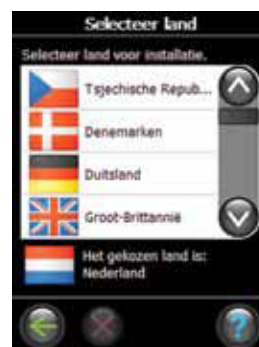 Selecteer land
Selecteer land voor installatie.
Tsjechische Repub...
Denemarken
Duitsland
Groot-Brittannië
Het gekozen land is:
Nederland
?